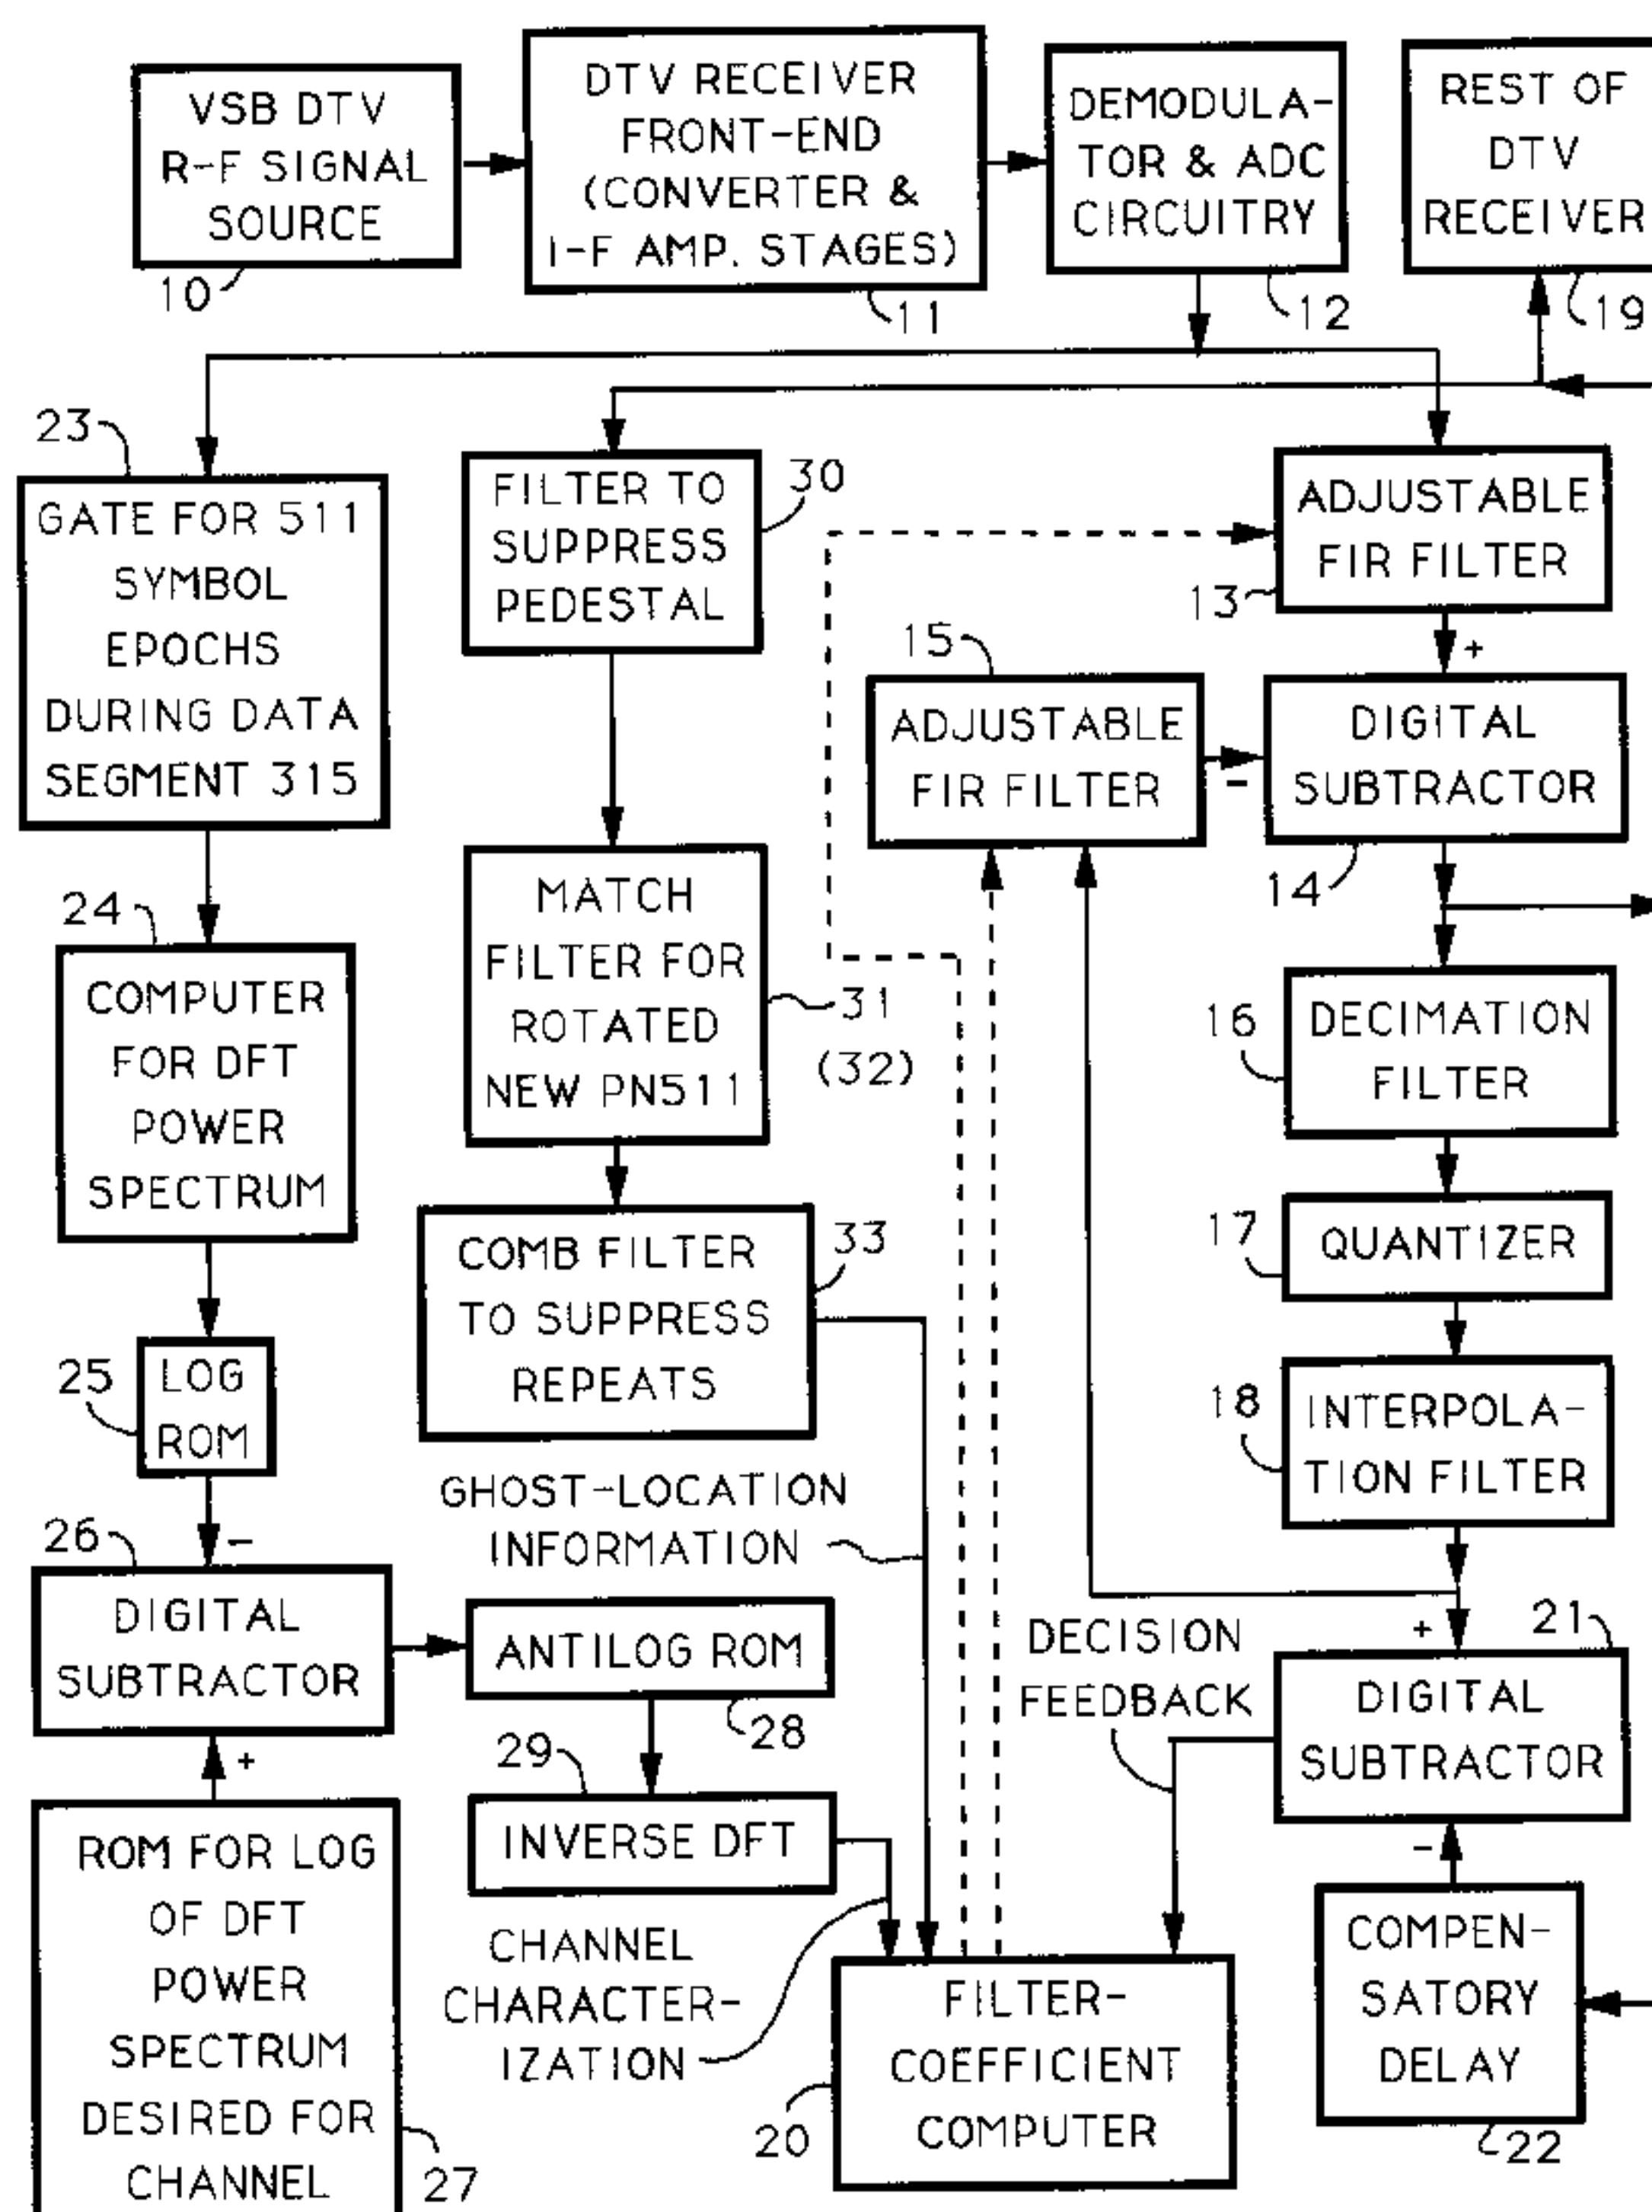 VSB DTV
R-F SIGNAL
SOURCE
10
DTV RECEIVER
FRONT-END
(CONVERTER &
I-F AMP. STAGES)
11
DEMODULA-
TOR & ADC
CIRCUITRY
12
REST OF
DTV
RECEIVER
19
23
GATE FOR 511
SYMBOL
EPOCHS
DURING DATA
SEGMENT 315
FILTER TO
SUPPRESS
PEDESTAL
30
ADJUSTABLE
FIR FILTER
13
+
15
ADJUSTABLE
FIR FILTER
-
DIGITAL
SUBTRACTOR
14
24
COMPUTER
FOR DFT
POWER
SPECTRUM
MATCH
FILTER FOR
ROTATED
NEW PN511
31
(32)
16
DECIMATION
FILTER
17
QUANTIZER
COMB FILTER
TO SUPPRESS
REPEATS
33
25
LOG
ROM
-
18
INTERPOLA-
TION FILTER
GHOST-LOCATION
INFORMATION
26
DIGITAL
SUBTRACTOR
+
ANTILOG ROM
28
29
INVERSE DFT
DECISION
FEEDBACK
+
21
DIGITAL
SUBTRACTOR
-
ROM FOR LOG
OF DFT
POWER
SPECTRUM
DESIRED FOR
CHANNEL
27
CHANNEL
CHARACTER-
IZATION
FILTER-
COEFFICIENT
COMPUTER
20
COMPEN-
SATORY
DELAY
22